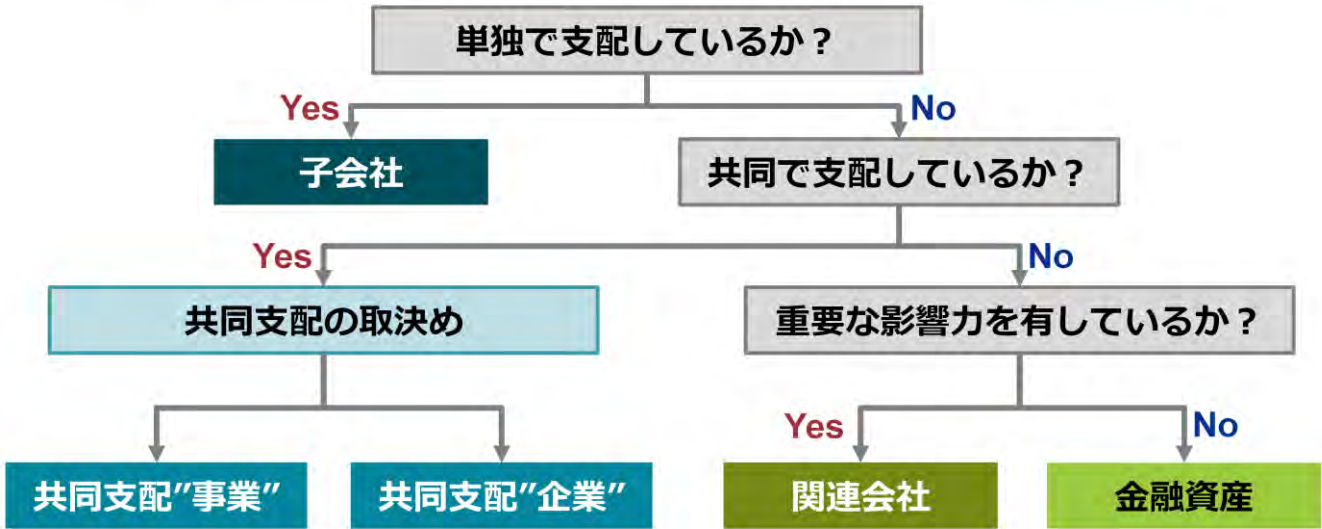 単独で支配しているか？
Yes
No
子会社
共同で支配しているか？
Yes
No
共同支配の取決め
重要な影響力を有しているか？
Yes
No
共同支配”事業”
共同支配”企業”
関連会社
金融資産